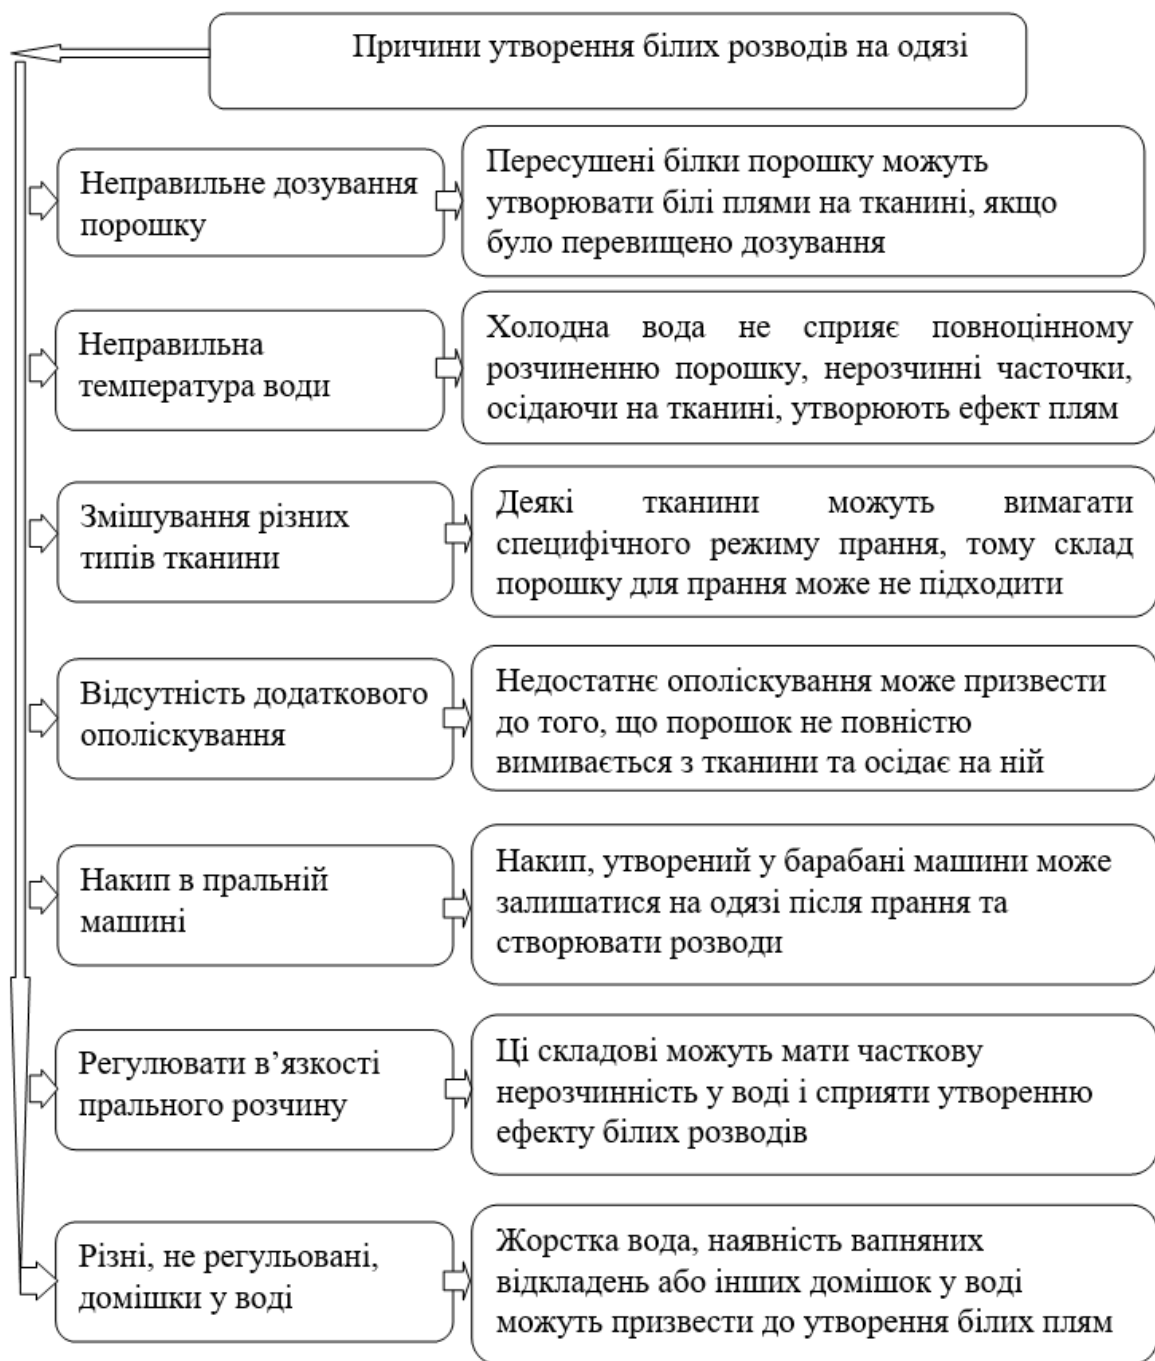 Причини утворення білих розводів на одязі
Неправильне дозування
порошку
Пересушені білки порошку можуть
утворювати білі плями на тканині, якщо
було перевищено дозування
Неправильна
температура води
Холодна вода не сприяє повноцінному
розчиненню порошку, нерозчинні часточки,
осідаючи на тканині, утворюють ефект плям
Змішування різних
типів тканини
Деякі тканини можуть вимагати
специфічного режиму прання, тому склад
порошку для прання може не підходити
Відсутність додаткового
ополіскування
Недостатнє ополіскування може призвести
до того, що порошок не повністю
вимивається з тканини та осідає на ній
Накип в пральній
машині
Накип, утворений у барабані машини може
залишатися на одязі після прання та
створювати розводи
Регулювати в’язкості
прального розчину
Ці складові можуть мати часткову
нерозчинність у воді і сприяти утворенню
ефекту білих розводів
Різні, не регульовані,
домішки у воді
Жорстка вода, наявність вапняних
відкладень або інших домішок у воді
можуть призвести до утворення білих плям